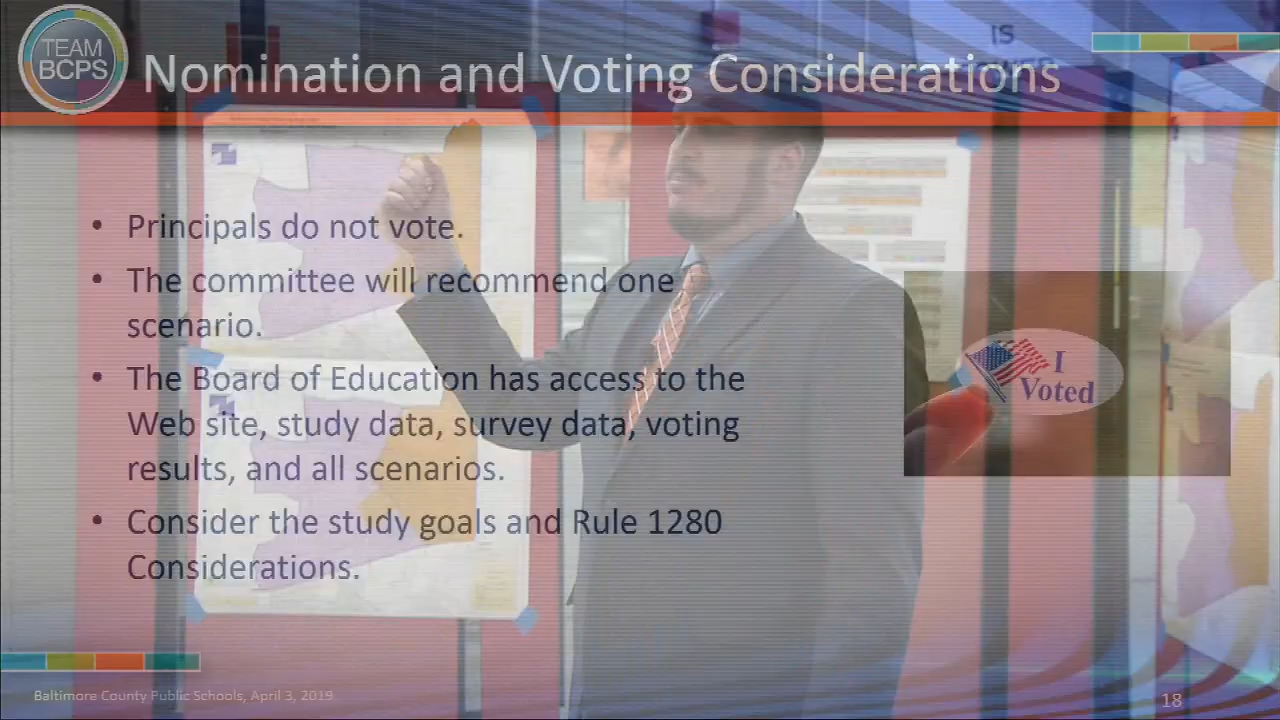 TEAM
BCPS
Nomination and Voting Considerations
IS
• Principals do not vote.
• The committee will recommend one
scenario.
• The Board of Education has access to the
Web site, study data, survey data, voting
results, and all scenarios.
• Consider the study goals and Rule 1280
Considerations.
I
Voted
Baltimore County Public Schools, April 3, 2019
18